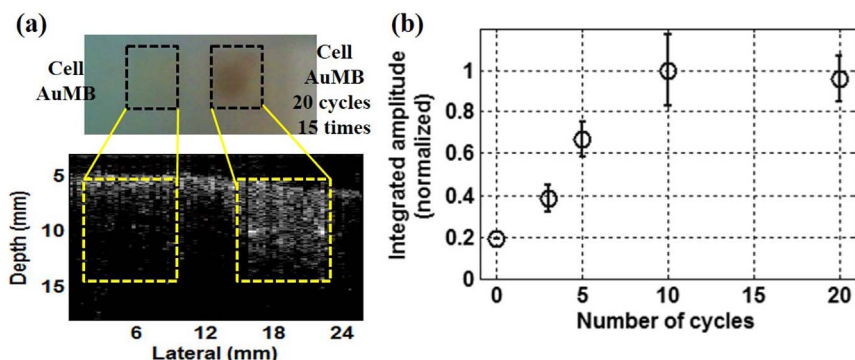 (a)
Cell
AuMB
Cell
AuMB
20 cycles
15 times
Depth (mm)
5
10
15
6 12 18 24
Lateral (mm)
(b)
Integrated amplitude
(normalized)
1
0.8
0.6
0.4
0.2
0
0 5 10 15 20
Number of cycles